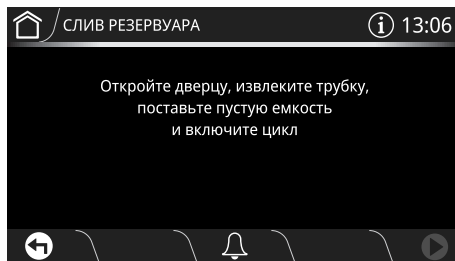 СЛИВ РЕЗЕРВУАРА
13:06
Откройте дверцу, извлеките трубку,
поставьте пустую емкость
и включите цикл